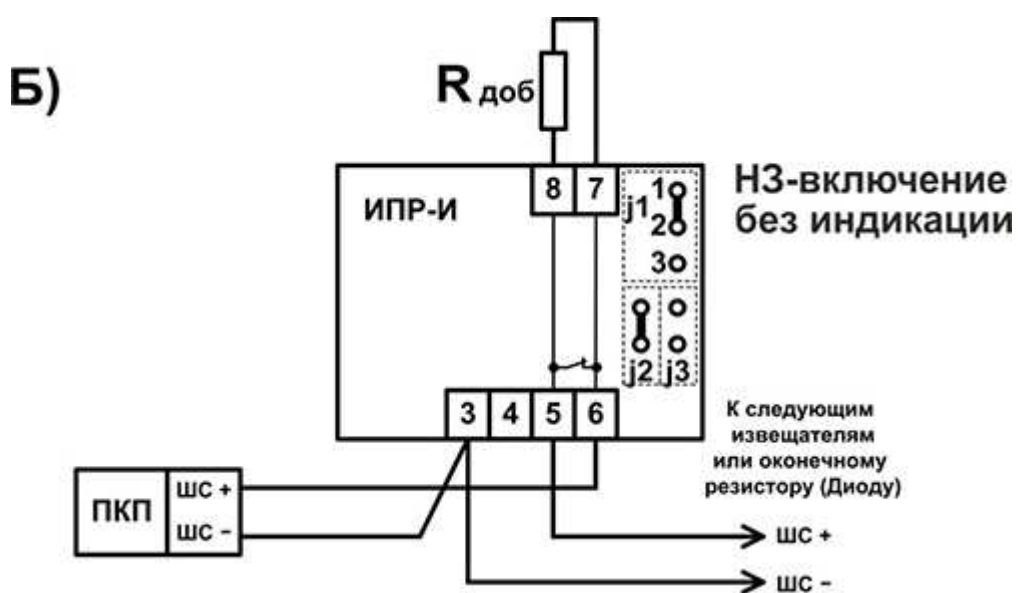 Б)
R доб
8 7
ИПР-И
j1
1
2
3
j2 j3
НЗ-включение
без индикации
3 4 5 6
К следующим
извещателям
или оконечному
резистору (Диоду)
ПКП
ШС +
ШС –
ШС +
ШС –